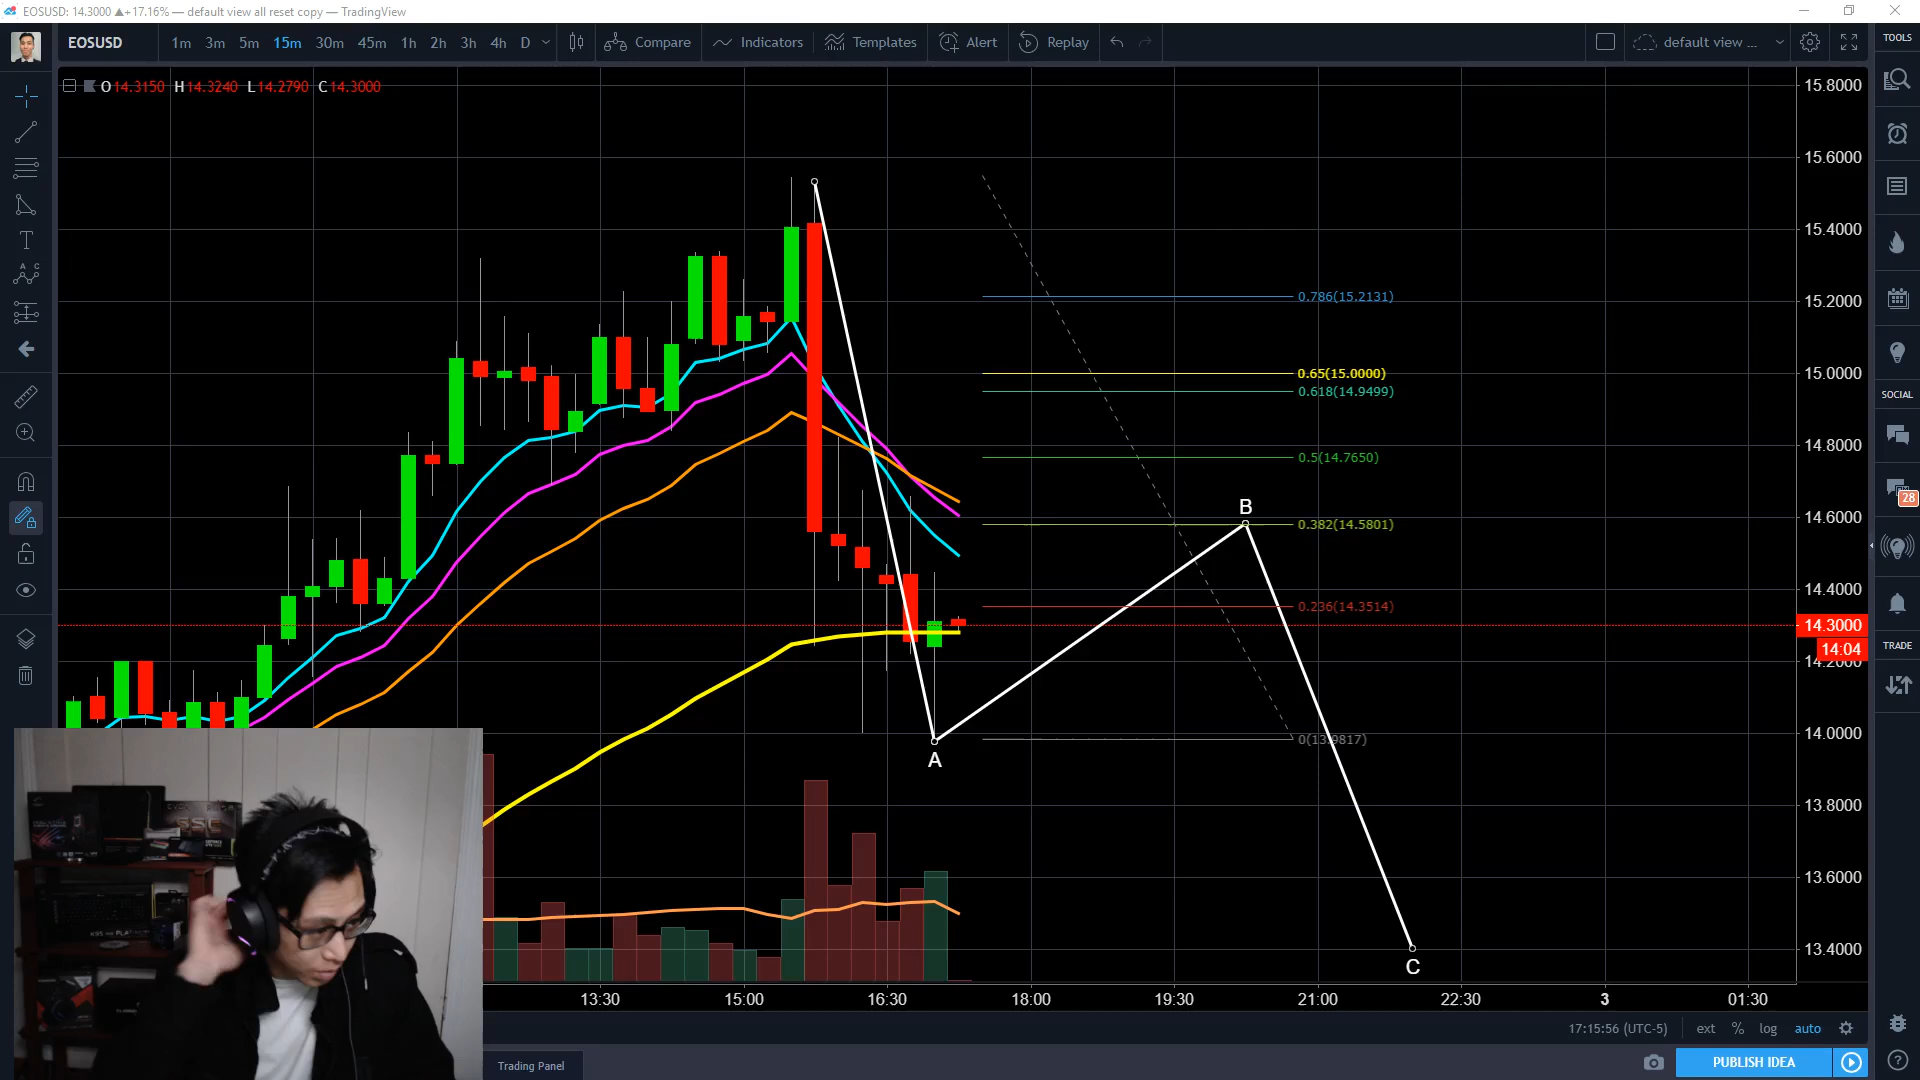 EOSUSD: 14.3000 ▲+17.16% — default view all reset copy — TradingView
EOSUSD 1m 3m 5m 15m 30m 45m 1h 2h 3h 4h D Compare Indicators Templates Alert Replay default view ...
TOOLS
O14.3150 H14.3240 L14.2790 C14.3000
15.8000
15.6000
15.4000
15.2000
15.0000
14.8000
14.6000
14.4000
14.3000
14:04
14.2000
14.0000
13.8000
13.6000
13.4000
0.786(15.2131)
0.65(15.0000)
0.618(14.9499)
0.5(14.7650)
0.382(14.5801)
0.236(14.3514)
0(13.9817)
A
B
C
T
A C
SOCIAL
28
TRADE
SSC
13:30 15:00 16:30 18:00 19:30 21:00 22:30 3 01:30
17:15:56 (UTC-5) ext % log auto
Trading Panel
PUBLISH IDEA